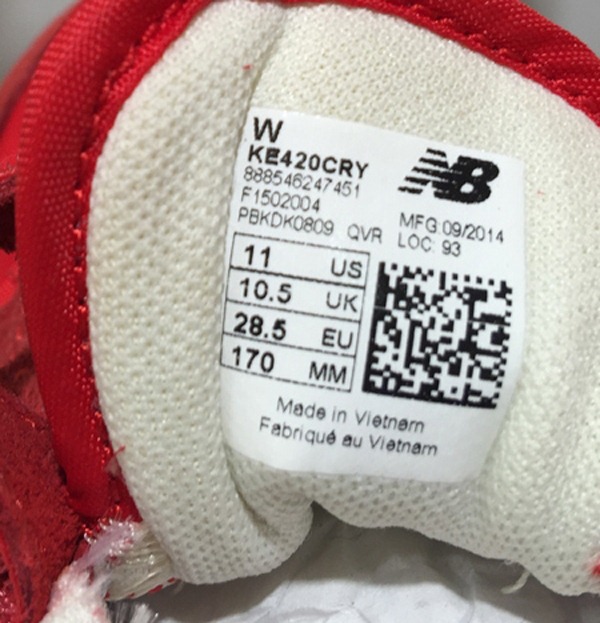 W
KE420CRY
888546247451
F1502004
PBKDK0809 QVR
NB
MFG:09/2014
LOC: 93
11 US
10.5 UK
28.5 EU
170 MM
Made in Vietnam
Fabriqué au Vietnam